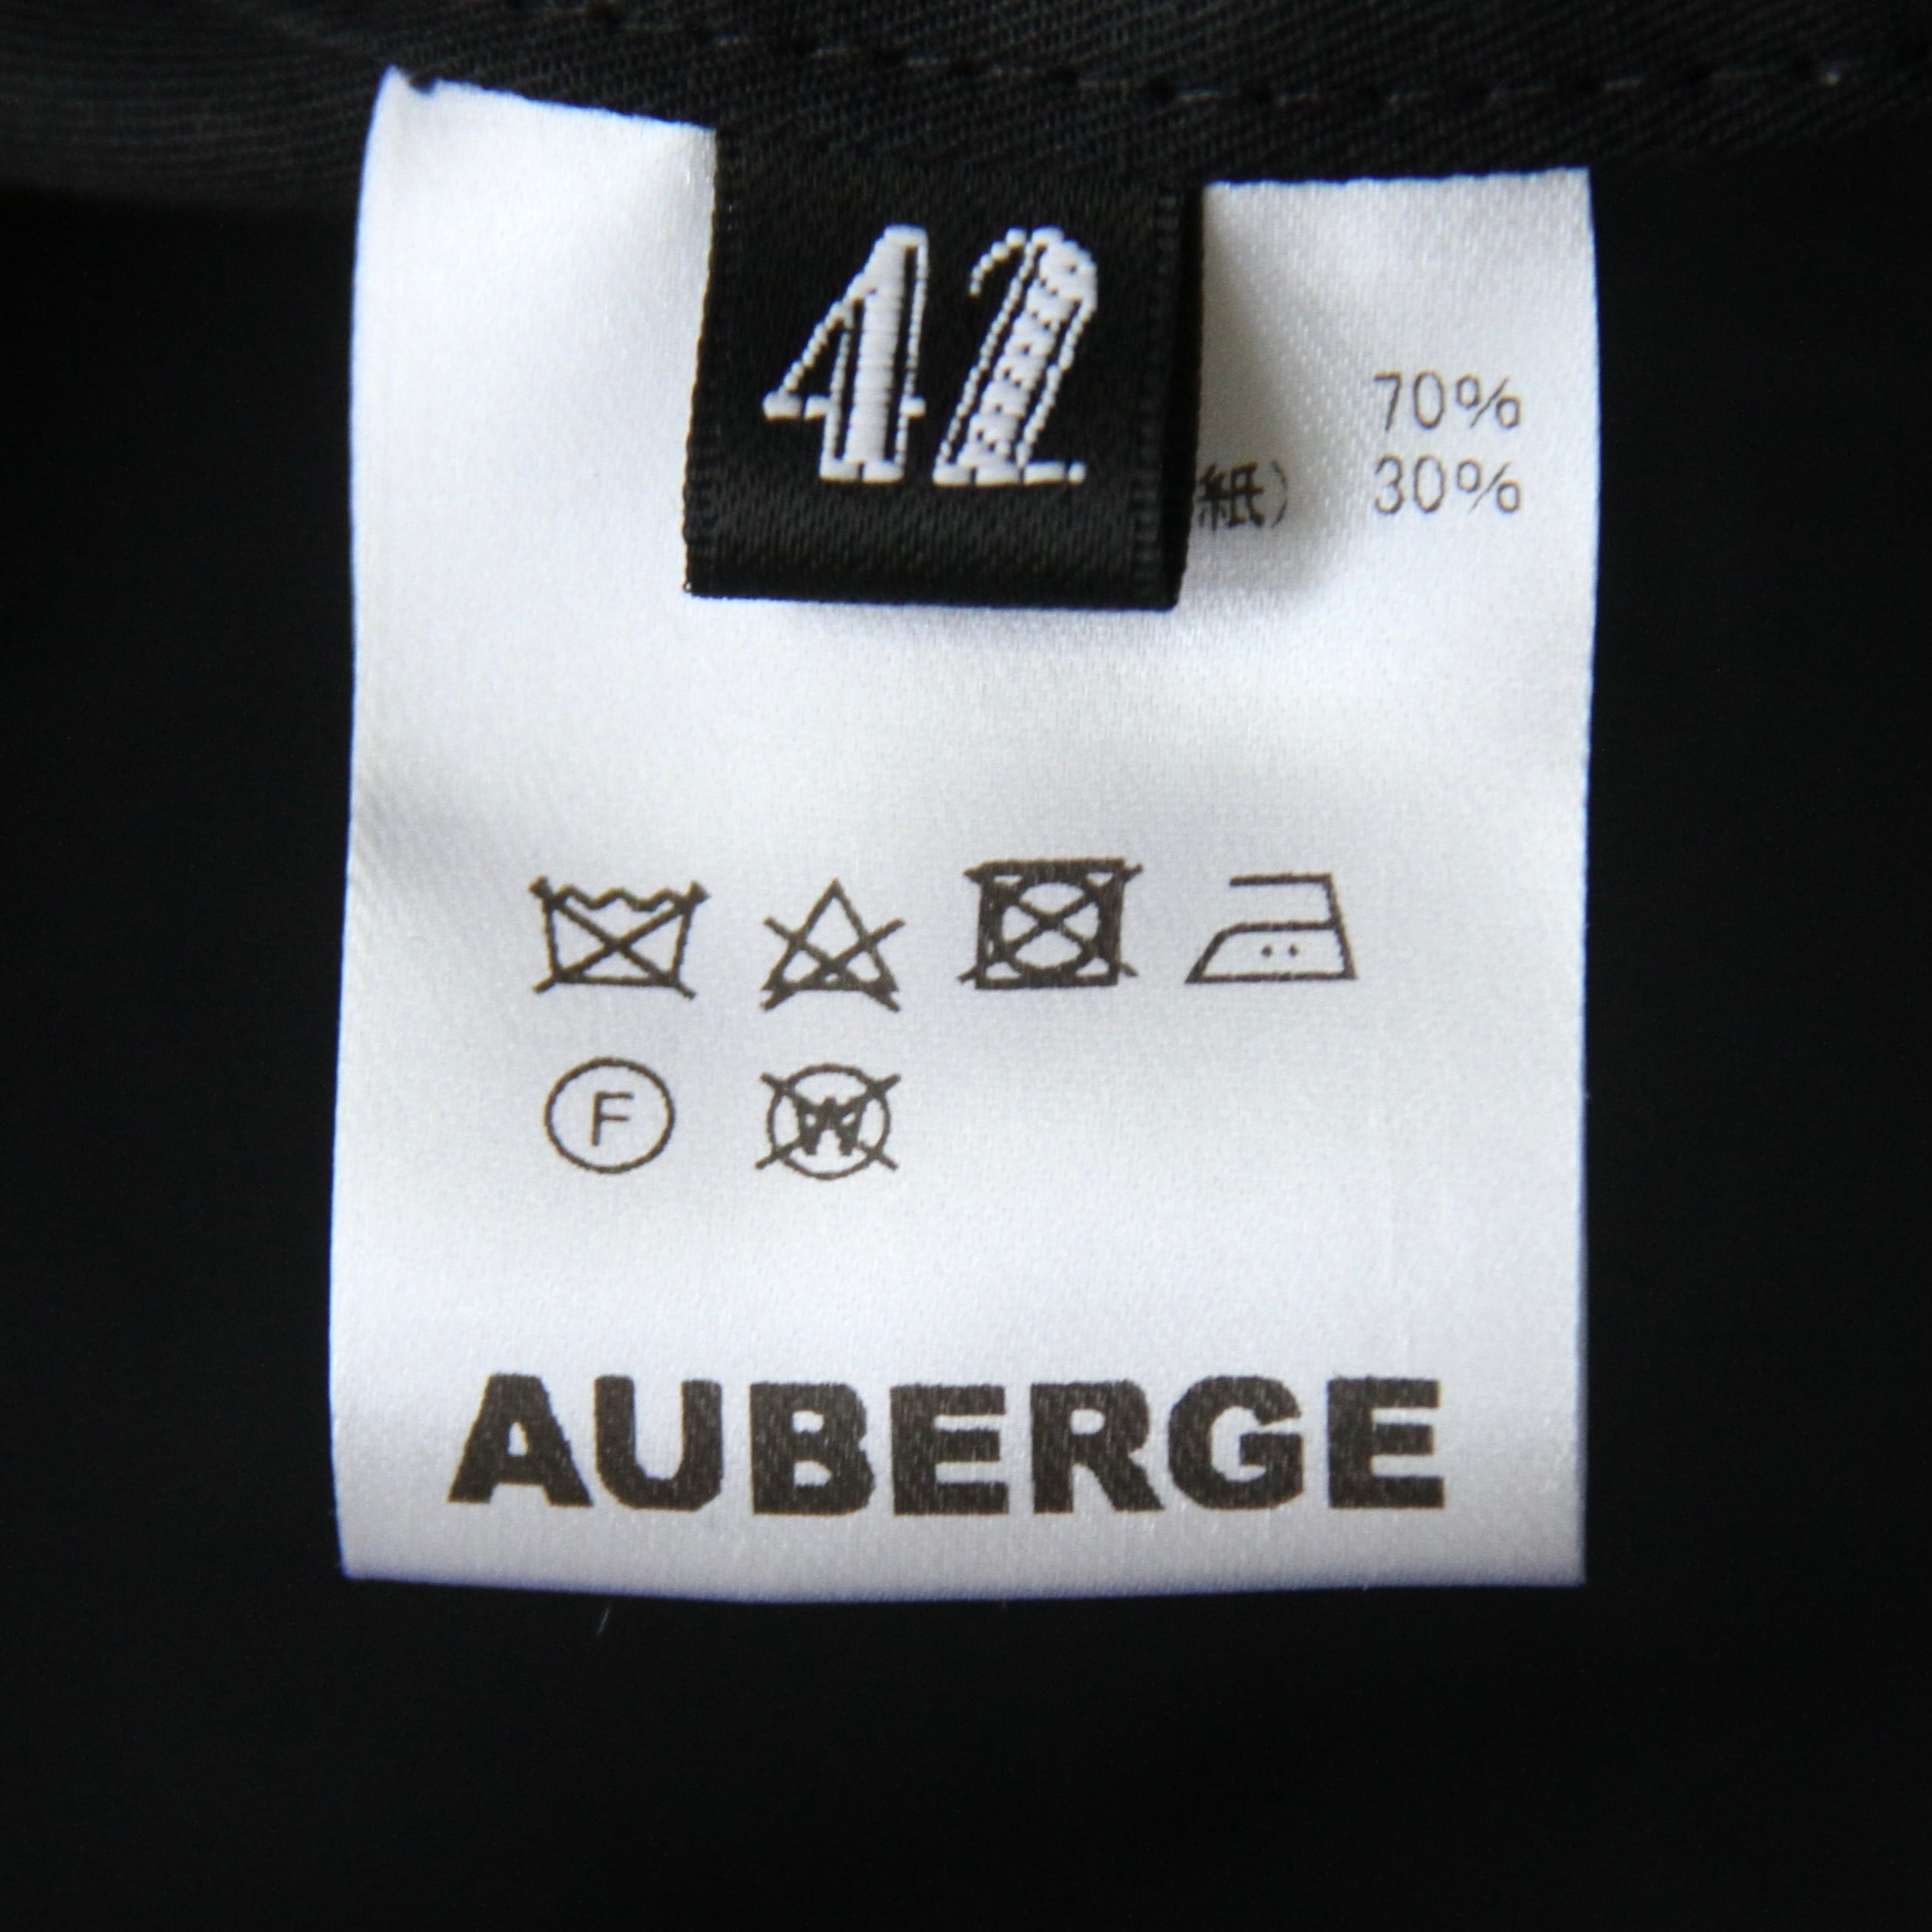 42
70%
紙) 30%
F
W
AUBERGE